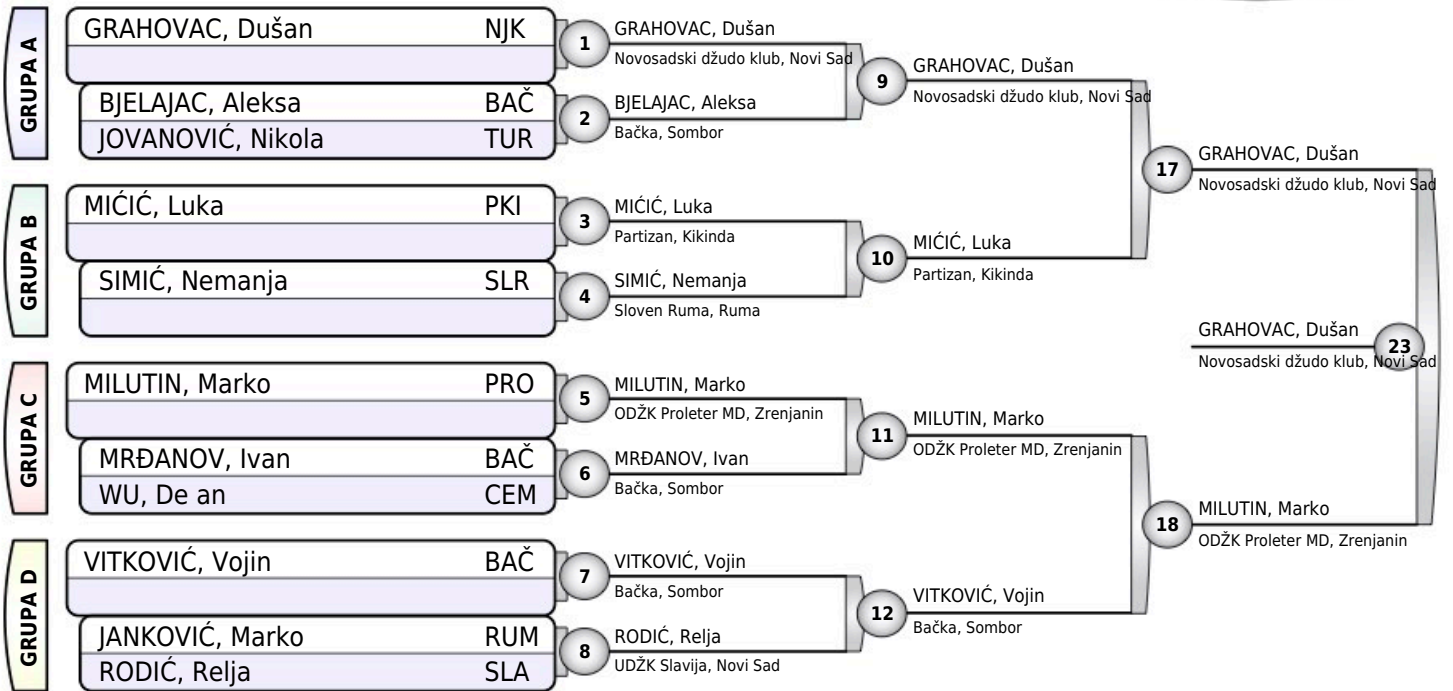 GRUPA A
GRAHOVAC, Dušan NJK
BJELAJAC, Aleksa BAČ
JOVANOVIĆ, Nikola TUR
1
GRAHOVAC, Dušan
Novosadski džudo klub, Novi Sad
2
BJELAJAC, Aleksa
Bačka, Sombor
9
GRAHOVAC, Dušan
Novosadski džudo klub, Novi Sad
GRUPA B
MIĆIĆ, Luka PKI
SIMIĆ, Nemanja SLR
3
MIĆIĆ, Luka
Partizan, Kikinda
4
SIMIĆ, Nemanja
Sloven Ruma, Ruma
10
MIĆIĆ, Luka
Partizan, Kikinda
17
GRAHOVAC, Dušan
Novosadski džudo klub, Novi Sad
GRUPA C
MILUTIN, Marko PRO
MRĐANOV, Ivan BAČ
WU, De an CEM
5
MILUTIN, Marko
ODŽK Proleter MD, Zrenjanin
6
MRĐANOV, Ivan
Bačka, Sombor
11
MILUTIN, Marko
ODŽK Proleter MD, Zrenjanin
GRUPA D
VITKOVIĆ, Vojin BAČ
JANKOVIĆ, Marko RUM
RODIĆ, Relja SLA
7
VITKOVIĆ, Vojin
Bačka, Sombor
8
RODIĆ, Relja
UDŽK Slavija, Novi Sad
12
VITKOVIĆ, Vojin
Bačka, Sombor
18
MILUTIN, Marko
ODŽK Proleter MD, Zrenjanin
GRAHOVAC, Dušan
23
Novosadski džudo klub, Novi Sad